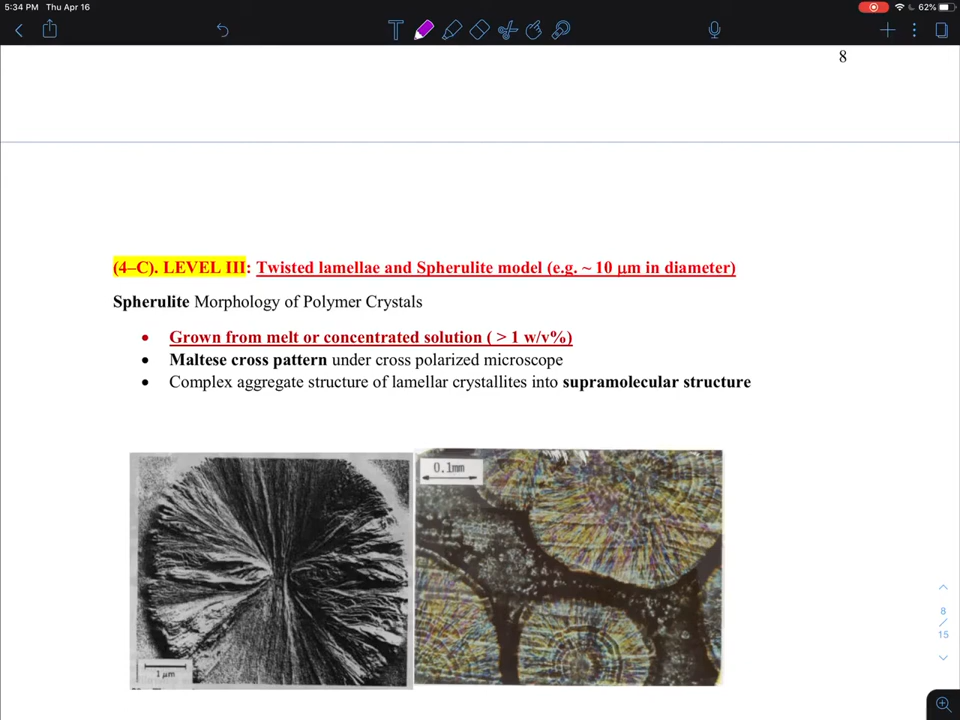 5:34 PM Thu Apr 16
62%
8
(4–C). LEVEL III: Twisted lamellae and Spherulite model (e.g. ~ 10 μm in diameter)
Spherulite Morphology of Polymer Crystals
• Grown from melt or concentrated solution ( > 1 w/v%)
• Maltese cross pattern under cross polarized microscope
• Complex aggregate structure of lamellar crystallites into supramolecular structure
0.1mm
1 μm
8
/
15